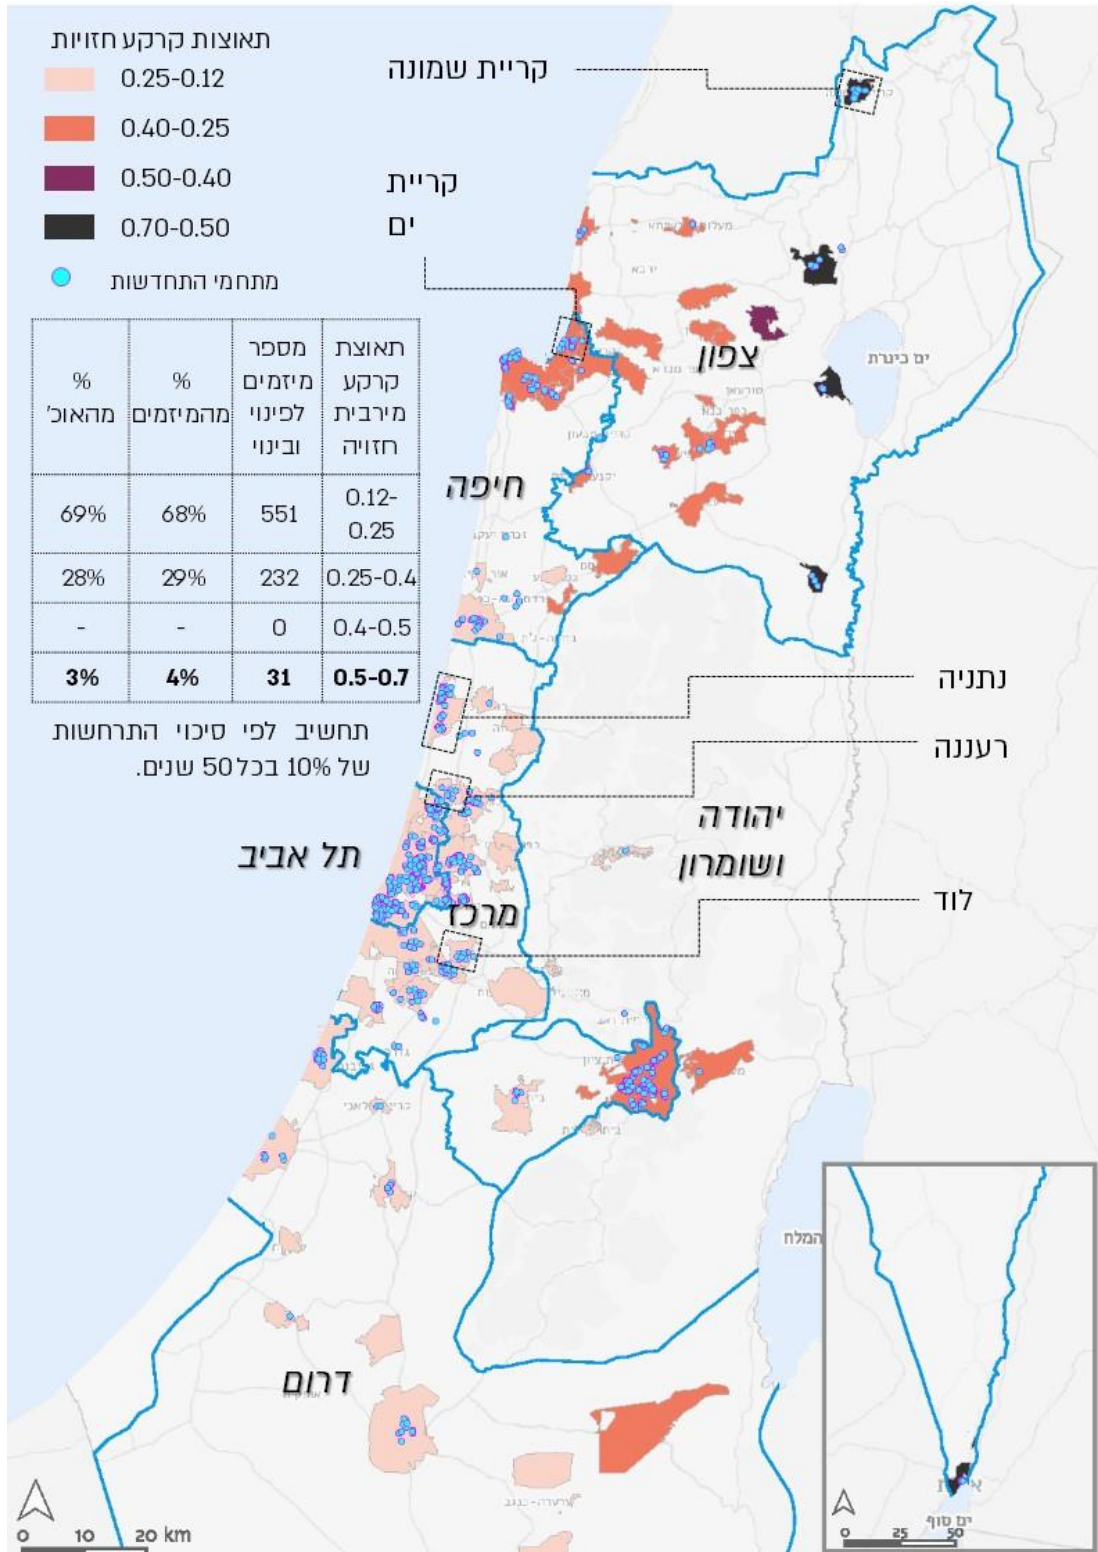 תאוצות קרקע חזויות
0.25-0.12
0.40-0.25
0.50-0.40
0.70-0.50
מתחמי התחדשות
קריית שמונה
קריית
ים
תאוצת
קרקע
מירבית
חזויה
מספר
מיזמים
לפינוי
ובינוי
%
מהמיזמים
%
מהאוכ'
0.12-
0.25
551
68%
69%
0.25-0.4
232
29%
28%
0.4-0.5
0
-
-
0.5-0.7
31
4%
3%
תחשיב לפי סיכוי התרחשות
של 10% בכל 50 שנים.
צפון
ים כינרת
חיפה
נתניה
רעננה
יהודה
ושומרון
תל אביב
מרכז
לוד
המלח
דרום
ערערה-בנגב
0 10 20 km
ים סוף
0 25 50